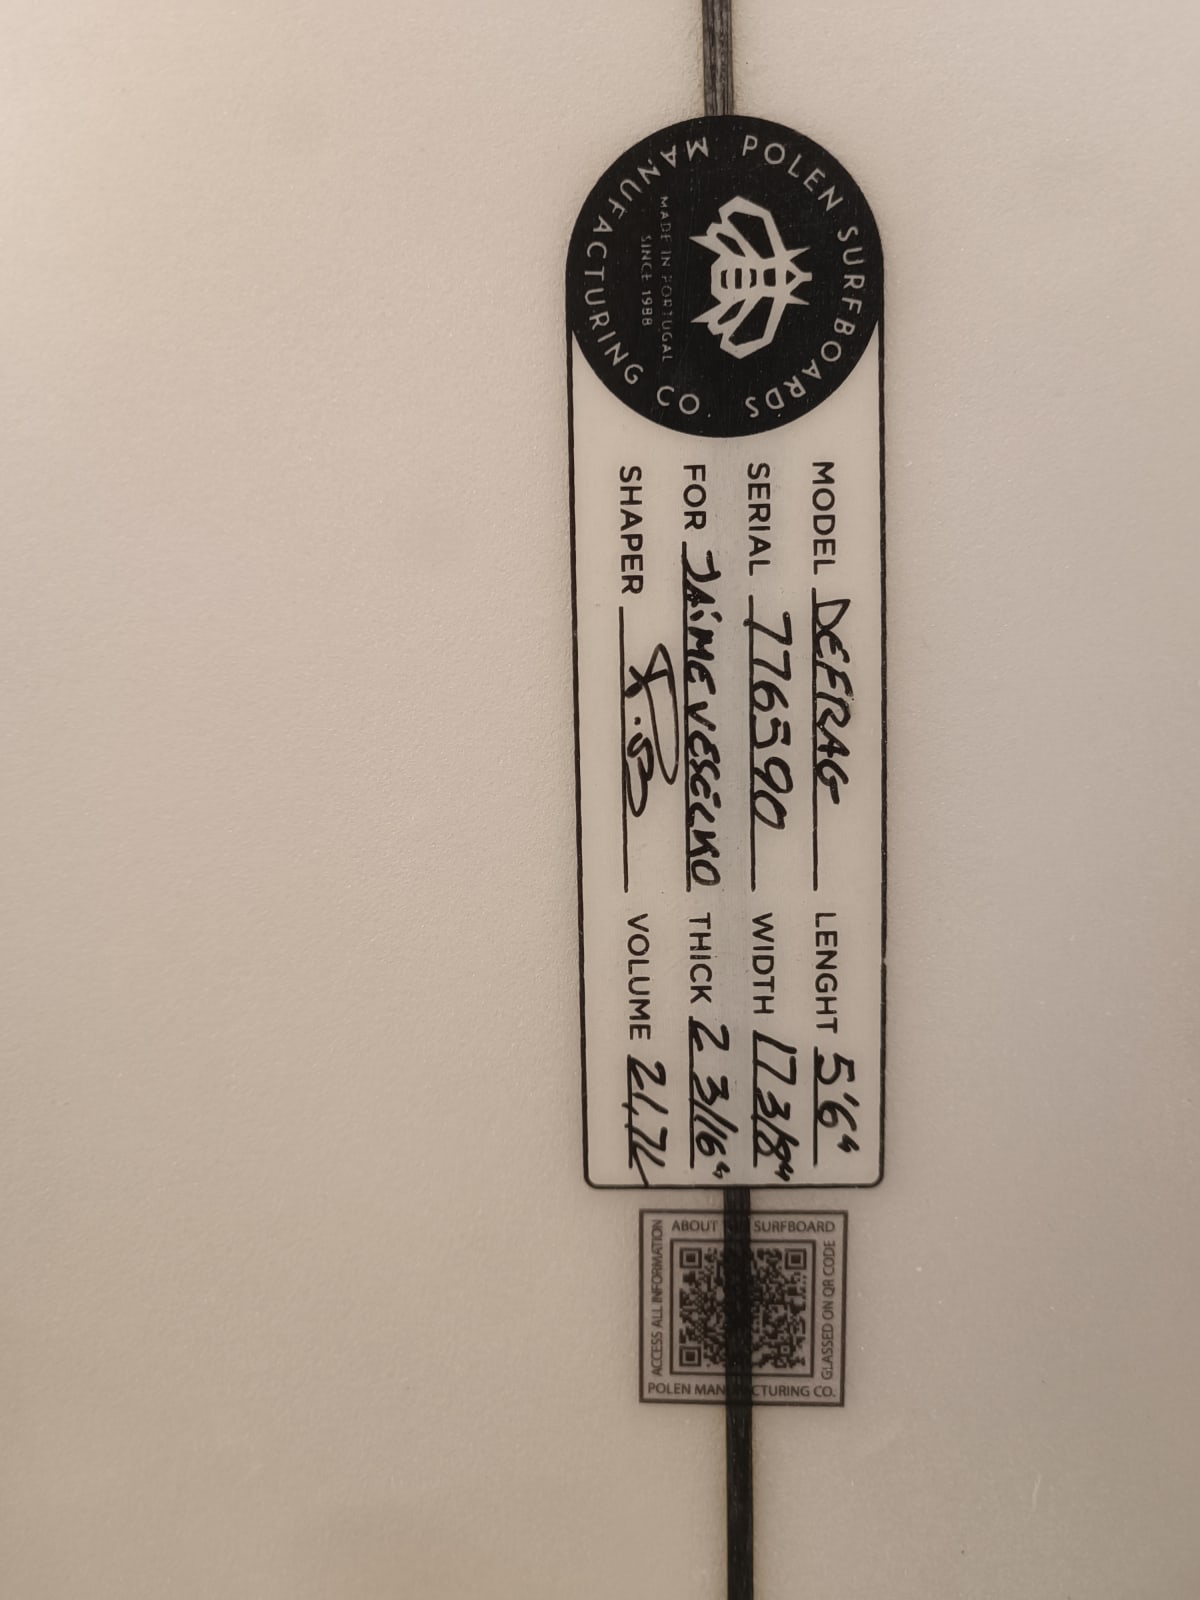 POLEN SURFBOARDS
MANUFACTURING CO.
MADE IN PORTUGAL
SINCE 1988
MODEL DEFRAG LENGHT 5'6"
SERIAL 776590 WIDTH 17 3/8"
FOR JAIME VESELKO THICK 2 3/16"
SHAPER VOLUME 21,7L
ABOUT SURFBOARD
GLASSED ON QR CODE
POLEN MANUFACTURING CO.
ACCESS ALL INFORMATION